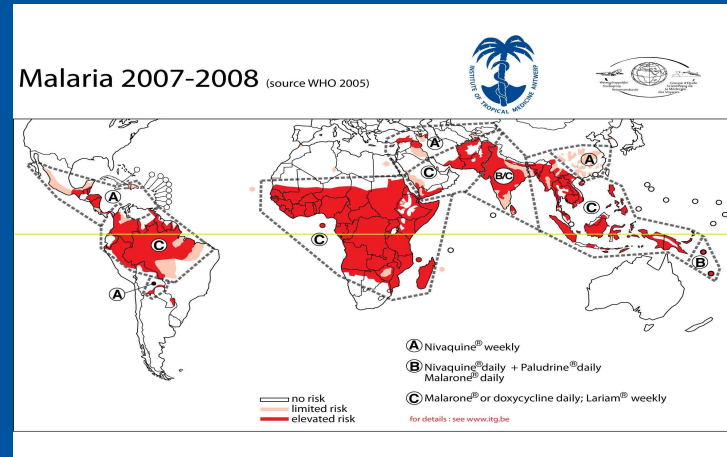 Malaria 2007-2008 (source WHO 2005)
INSTITUTE OF TROPICAL MEDICINE ANTWERP
A
C
B/C
A
A
C
C
C
B
A
A Nivaquine® weekly
B Nivaquine® daily + Paludrine® daily
Malarone® daily
C Malarone® or doxycycline daily; Lariam® weekly
no risk
limited risk
elevated risk
for details : see www.itg.be